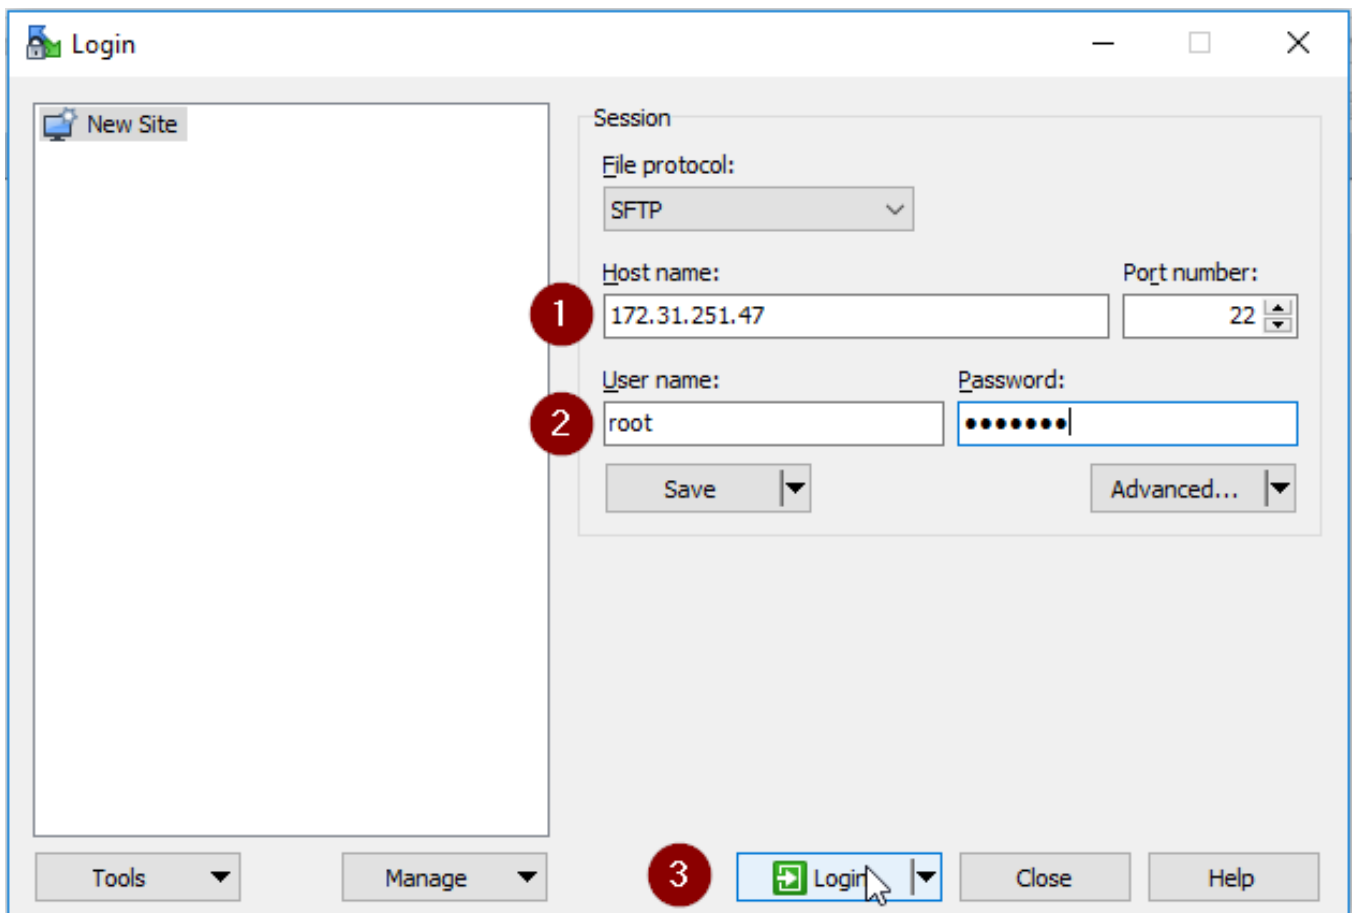 Login
New Site
Session
File protocol:
SFTP
Host name: Port number:
1 172.31.251.47 22
User name: Password:
2 root •••••••
Save Advanced...
Tools Manage 3 Login Close Help